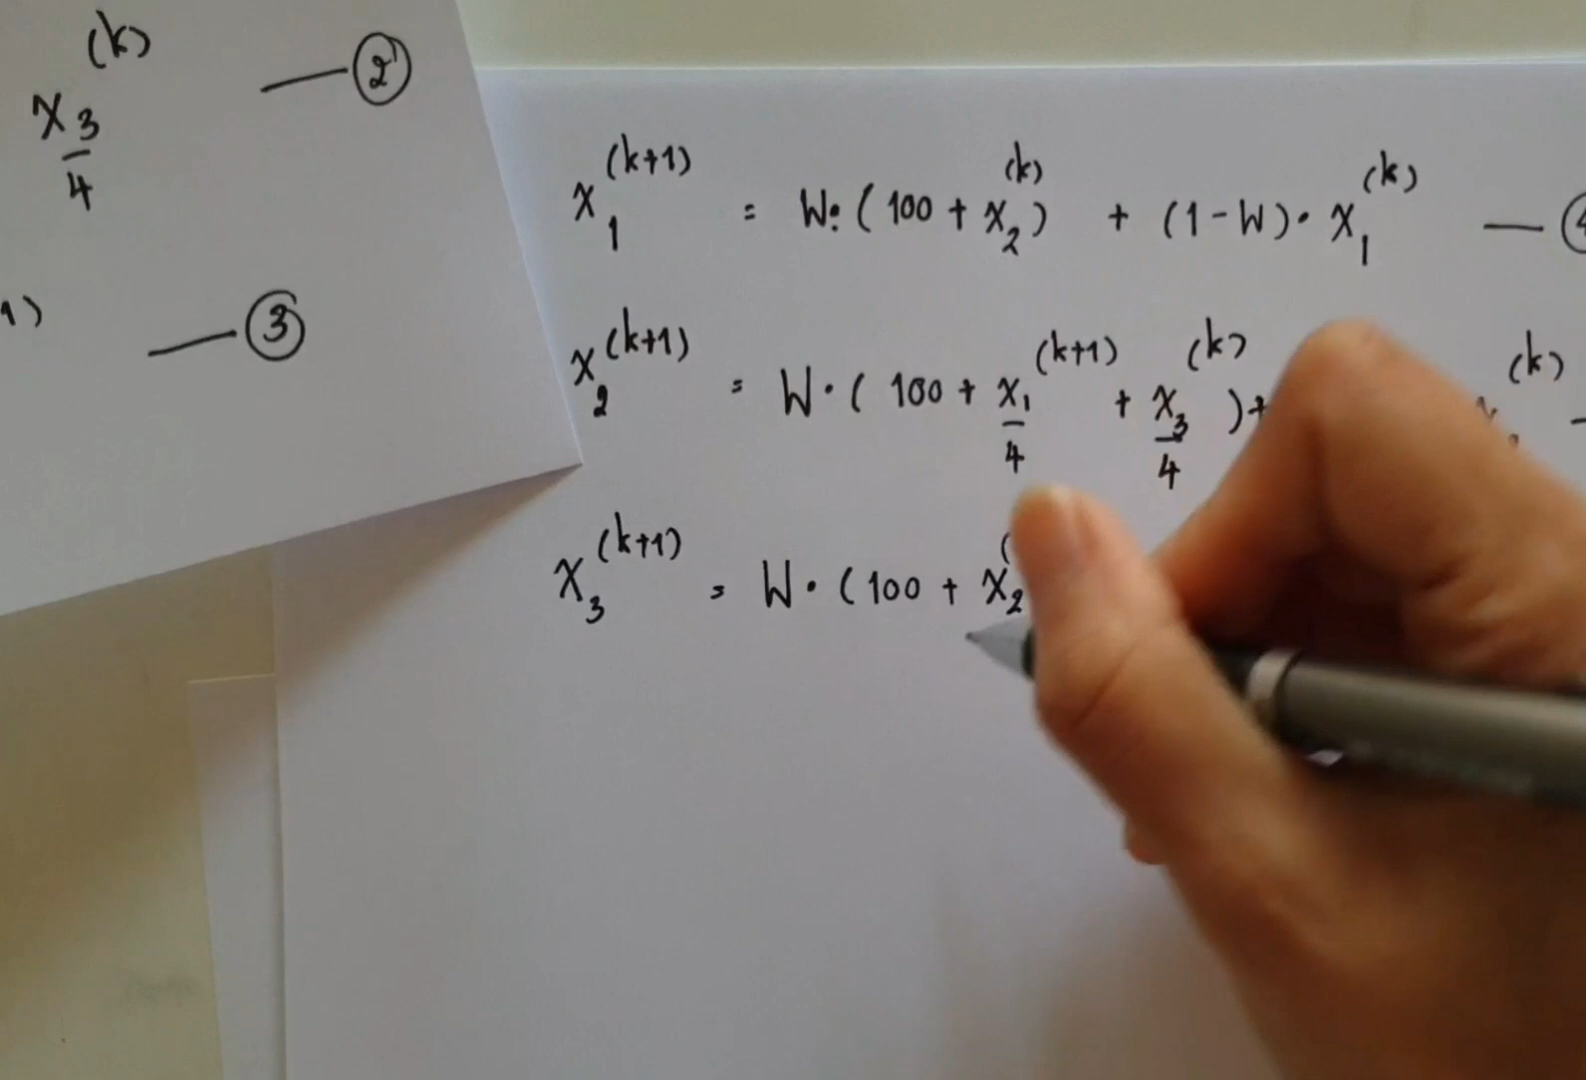 x₃^(k)/4 — ②
1) — ③
x₁^(k+1) = W·(100 + x₂^(k)) + (1-W)·x₁^(k) —
x₂^(k+1) = W·(100 + x₁^(k+1)/4 + x₃^(k)/4)+ (k) -
x₃^(k+1) = W·(100 + x₂^(